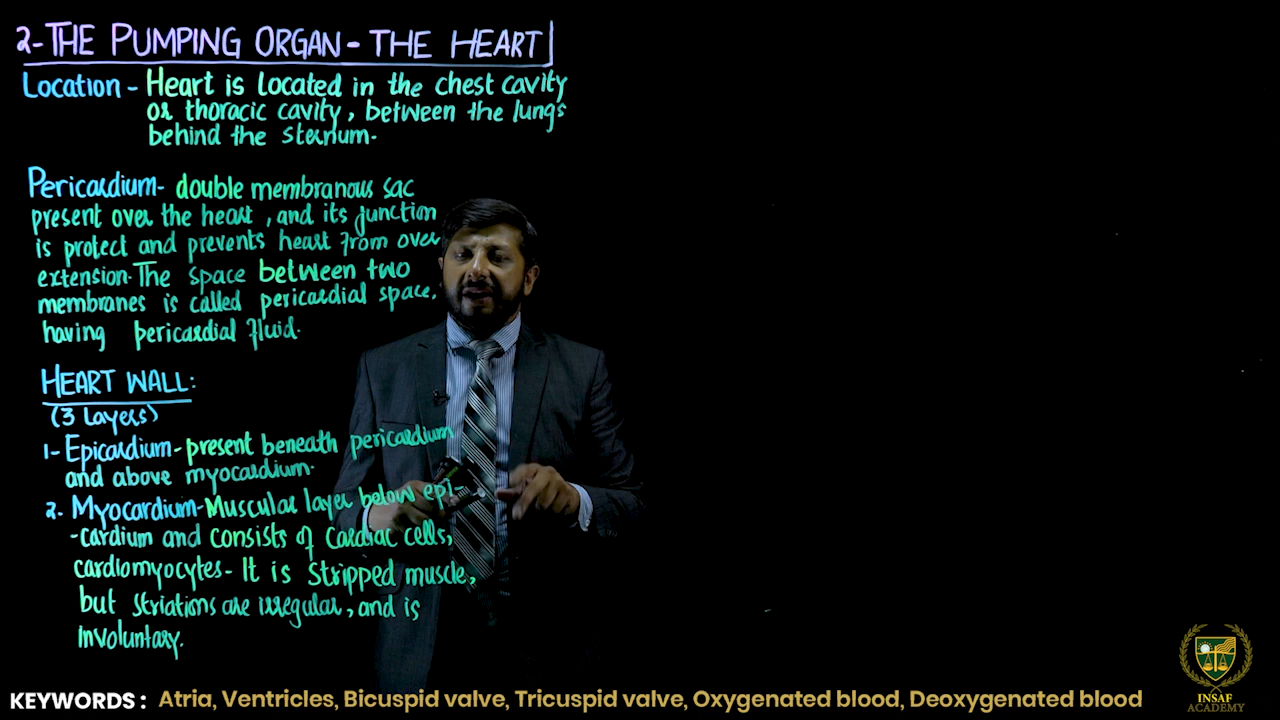 2-THE PUMPING ORGAN - THE HEART
Location - Heart is located in the chest cavity
or thoracic cavity, between the lungs
behind the sternum.
Pericardium- double membranous sac
present over the heart, and its junction
is protect and prevents heart from over
extension. The space between two
membranes is called pericardial space,
having pericardial fluid.
HEART WALL:
(3 Layers)
1- Epicardium - present beneath pericardium
and above myocardium.
2. Myocardium - Muscular layer below epi-
-cardium and consists of cardiac cells,
cardiomyocytes - It is stripped muscle,
but striations are irregular, and is
involuntary.
KEYWORDS : Atria, Ventricles, Bicuspid valve, Tricuspid valve, Oxygenated blood, Deoxygenated blood
INSAF
ACADEMY